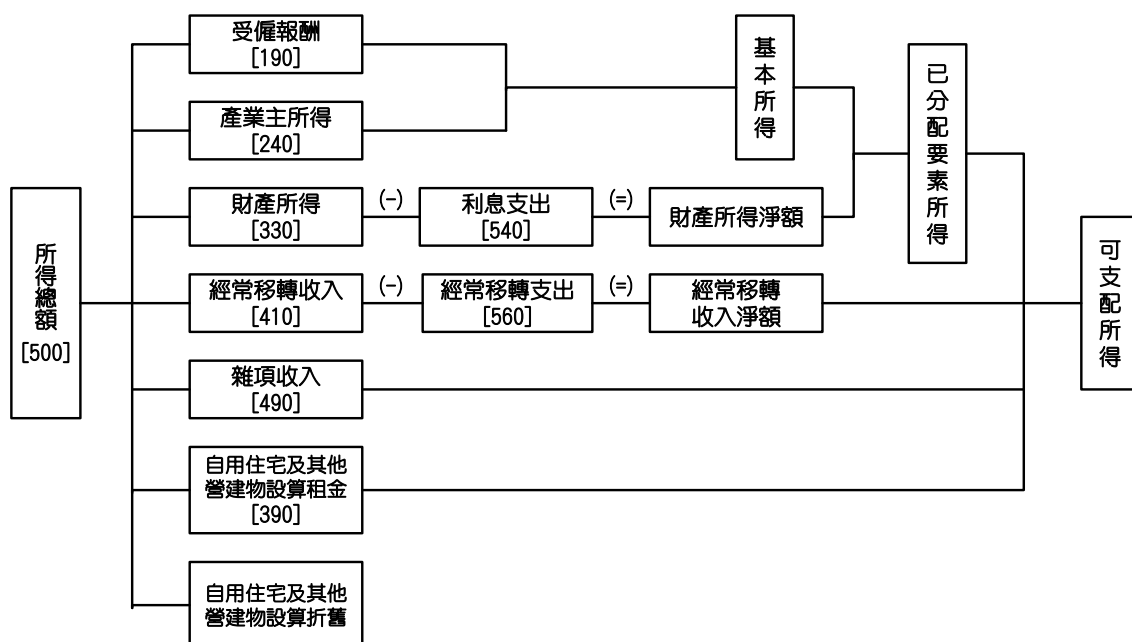 所得總額
[500]
受僱報酬
[190]
產業主所得
[240]
財產所得
[330]
(-)
利息支出
[540]
(=)
財產所得淨額
經常移轉收入
[410]
(-)
經常移轉支出
[560]
(=)
經常移轉
收入淨額
雜項收入
[490]
自用住宅及其他
營建物設算租金
[390]
自用住宅及其他
營建物設算折舊
基本所得
已分配要素所得
可支配所得